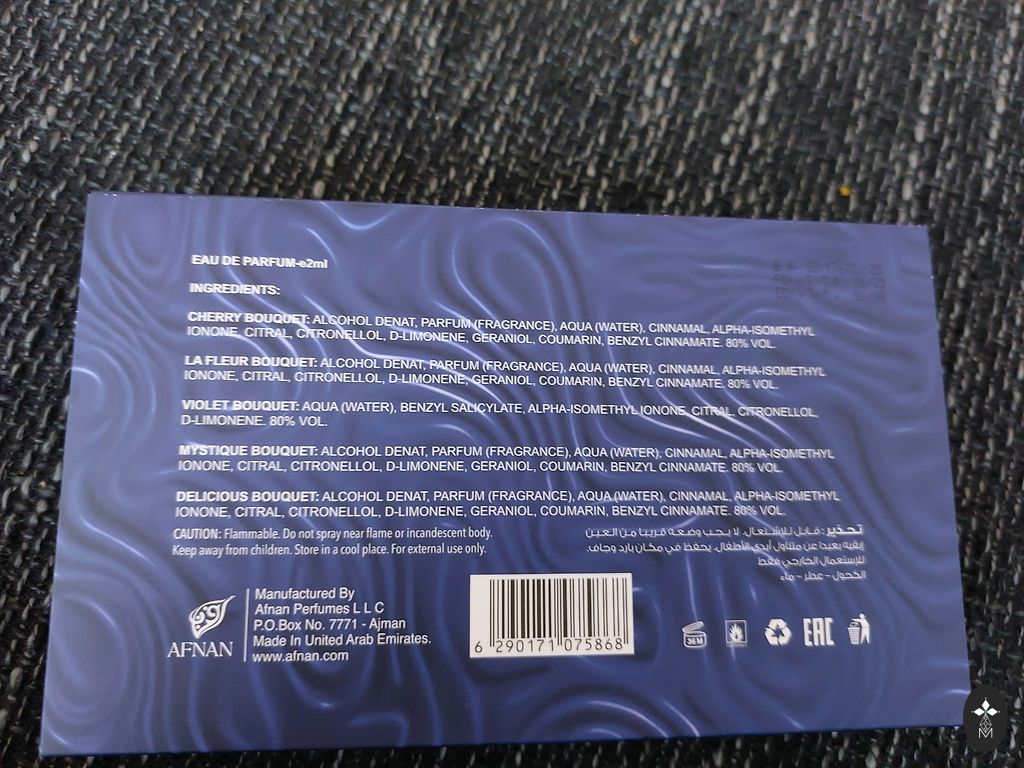 EAU DE PARFUM-e2ml
INGREDIENTS:
CHERRY BOUQUET: ALCOHOL DENAT, PARFUM (FRAGRANCE), AQUA (WATER), CINNAMAL, ALPHA-ISOMETHYL
IONONE, CITRAL, CITRONELLOL, D-LIMONENE, GERANIOL, COUMARIN, BENZYL CINNAMATE. 80% VOL.
LA FLEUR BOUQUET: ALCOHOL DENAT, PARFUM (FRAGRANCE), AQUA (WATER), CINNAMAL, ALPHA-ISOMETHYL
IONONE, CITRAL, CITRONELLOL, D-LIMONENE, GERANIOL, COUMARIN, BENZYL CINNAMATE. 80% VOL.
VIOLET BOUQUET: AQUA (WATER), BENZYL SALICYLATE, ALPHA-ISOMETHYL IONONE, CITRAL, CITRONELLOL,
D-LIMONENE. 80% VOL.
MYSTIQUE BOUQUET: ALCOHOL DENAT, PARFUM (FRAGRANCE), AQUA (WATER), CINNAMAL, ALPHA-ISOMETHYL
IONONE, CITRAL, CITRONELLOL, D-LIMONENE, GERANIOL, COUMARIN, BENZYL CINNAMATE. 80% VOL.
DELICIOUS BOUQUET: ALCOHOL DENAT, PARFUM (FRAGRANCE), AQUA (WATER), CINNAMAL, ALPHA-ISOMETHYL
IONONE, CITRAL, CITRONELLOL, D-LIMONENE, GERANIOL, COUMARIN, BENZYL CINNAMATE. 80% VOL.
CAUTION: Flammable. Do not spray near flame or incandescent body.
Keep away from children. Store in a cool place. For external use only.
تحذير: قابل للإشتعال. لا يجب وضعه قريبا من العين
إبقيه بعيدا عن متناول أيدي الأطفال. يحفظ في مكان بارد وجاف.
للإستعمال الخارجي فقط
الكحول - عطر - ماء
AFNAN
Manufactured By
Afnan Perfumes L L C
P.O.Box No. 7771 - Ajman
Made In United Arab Emirates.
www.afnan.com
6 290171 075868
36M
EAC
M